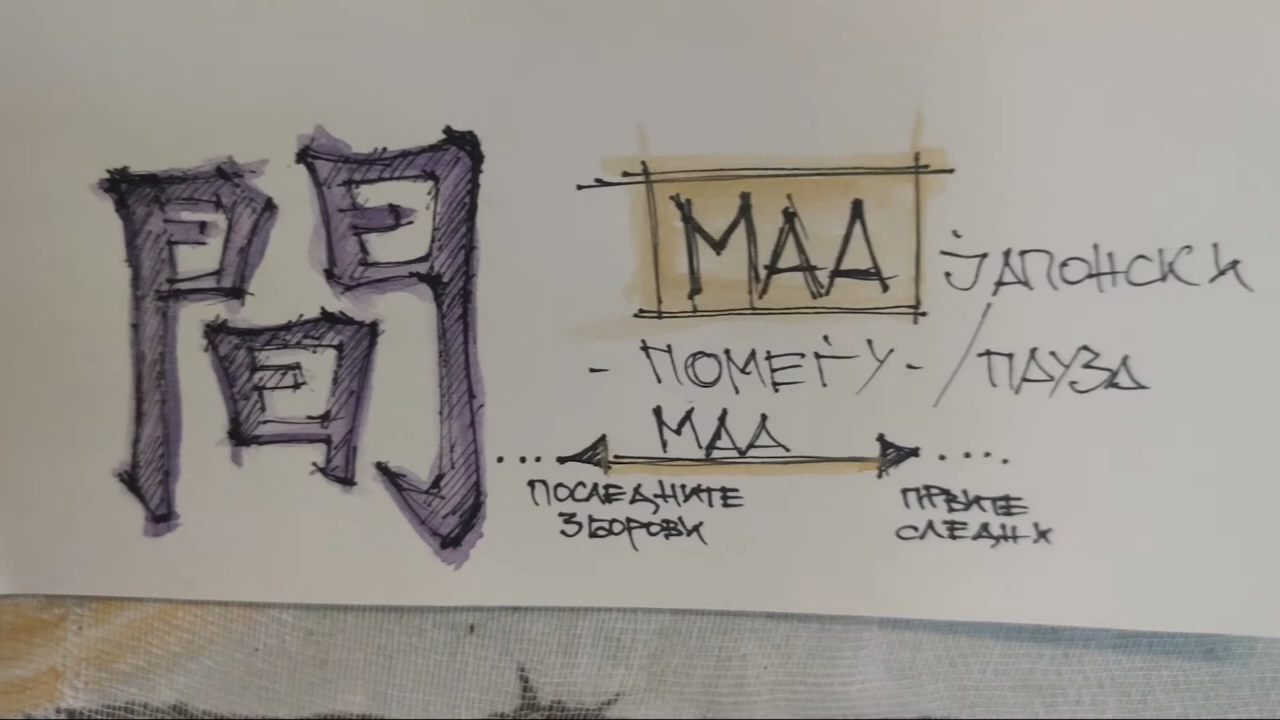 間
МАА ЈАПОНСКИ
- ПОМЕЃУ - / ПАУЗА
МАА
.... ....
ПОСЛЕДНИТЕ ЗБОРОВИ
ПРВИТЕ СЛЕДНИ